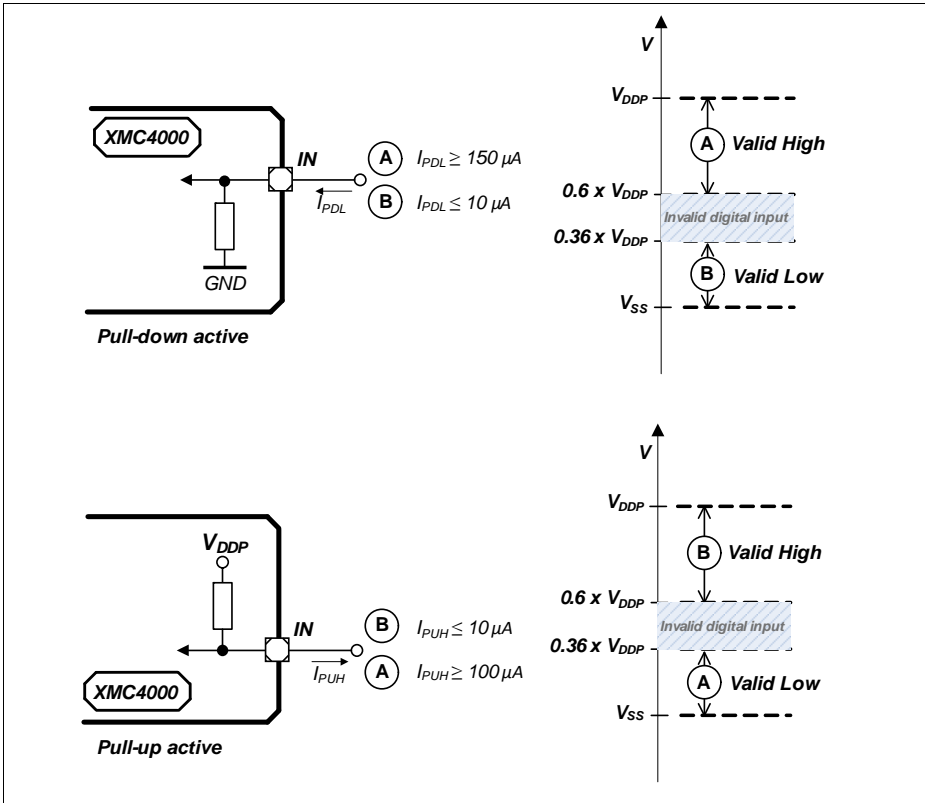 XMC4000
IN
A I_PDL ≥ 150 µA
I_PDL
B I_PDL ≤ 10 µA
GND
Pull-down active
V
V_DDP
A Valid High
0.6 x V_DDP
Invalid digital input
0.36 x V_DDP
B Valid Low
V_SS
V_DDP
IN
B I_PUH ≤ 10 µA
I_PUH
A I_PUH ≥ 100 µA
XMC4000
Pull-up active
V
V_DDP
B Valid High
0.6 x V_DDP
Invalid digital input
0.36 x V_DDP
A Valid Low
V_SS